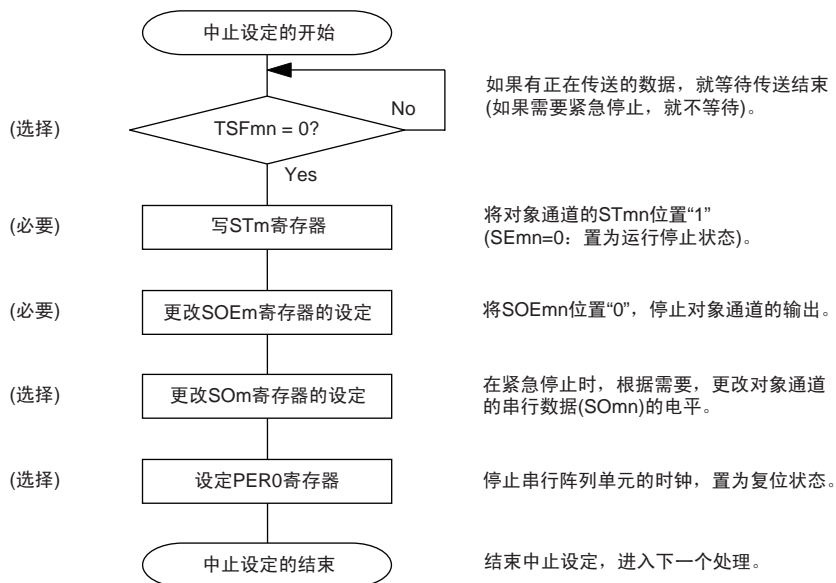 中止设定的开始
如果有正在传送的数据，就等待传送结束
(如果需要紧急停止，就不等待)。
No
(选择)
TSFmn = 0?
Yes
(必要)
写STm寄存器
将对象通道的STmn位置“1”
(SEmn=0：置为运行停止状态)。
(必要)
更改SOEm寄存器的设定
将SOEmn位置“0”，停止对象通道的输出。
(选择)
更改SOm寄存器的设定
在紧急停止时，根据需要，更改对象通道
的串行数据(SOmn)的电平。
(选择)
设定PER0寄存器
停止串行阵列单元的时钟，置为复位状态。
中止设定的结束
结束中止设定，进入下一个处理。